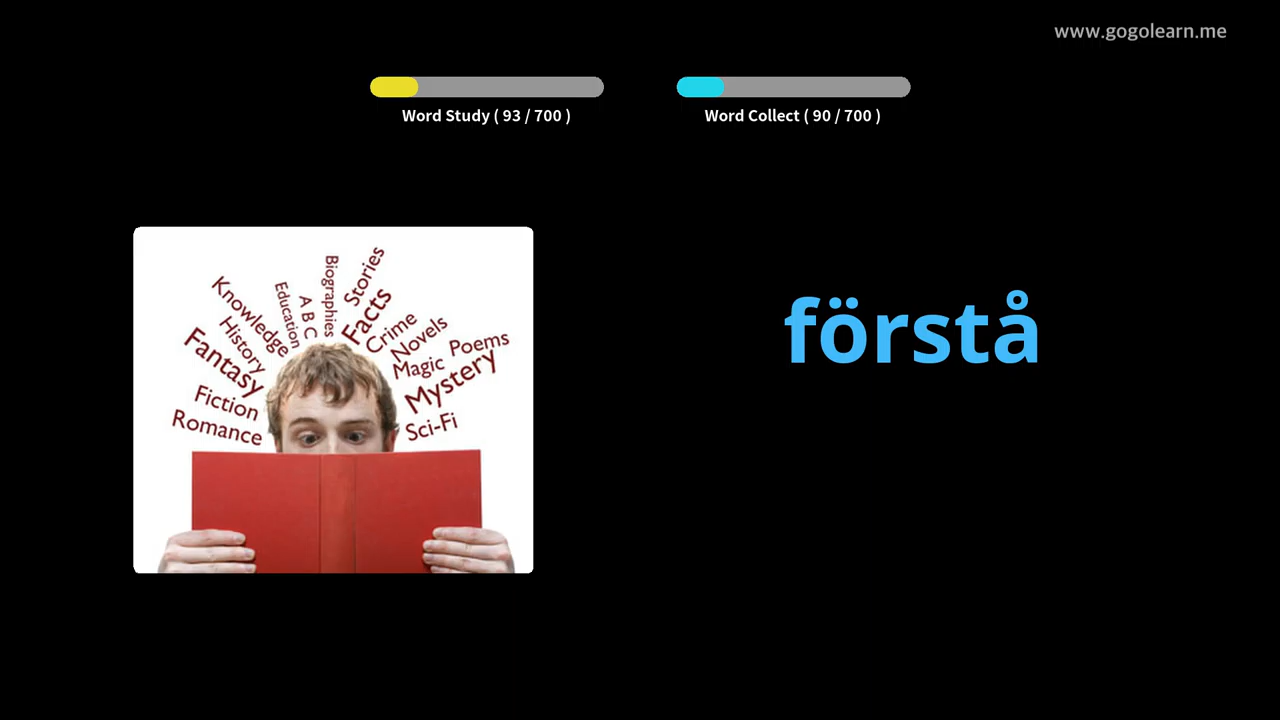 www.gogolearn.me
Word Study ( 93 / 700 )
Word Collect ( 90 / 700 )
förstå
Biographies
Stories
Education
A B C
Facts
Knowledge
Crime
History
Novels
Poems
Fantasy
Magic
Mystery
Fiction
Romance
Sci-Fi